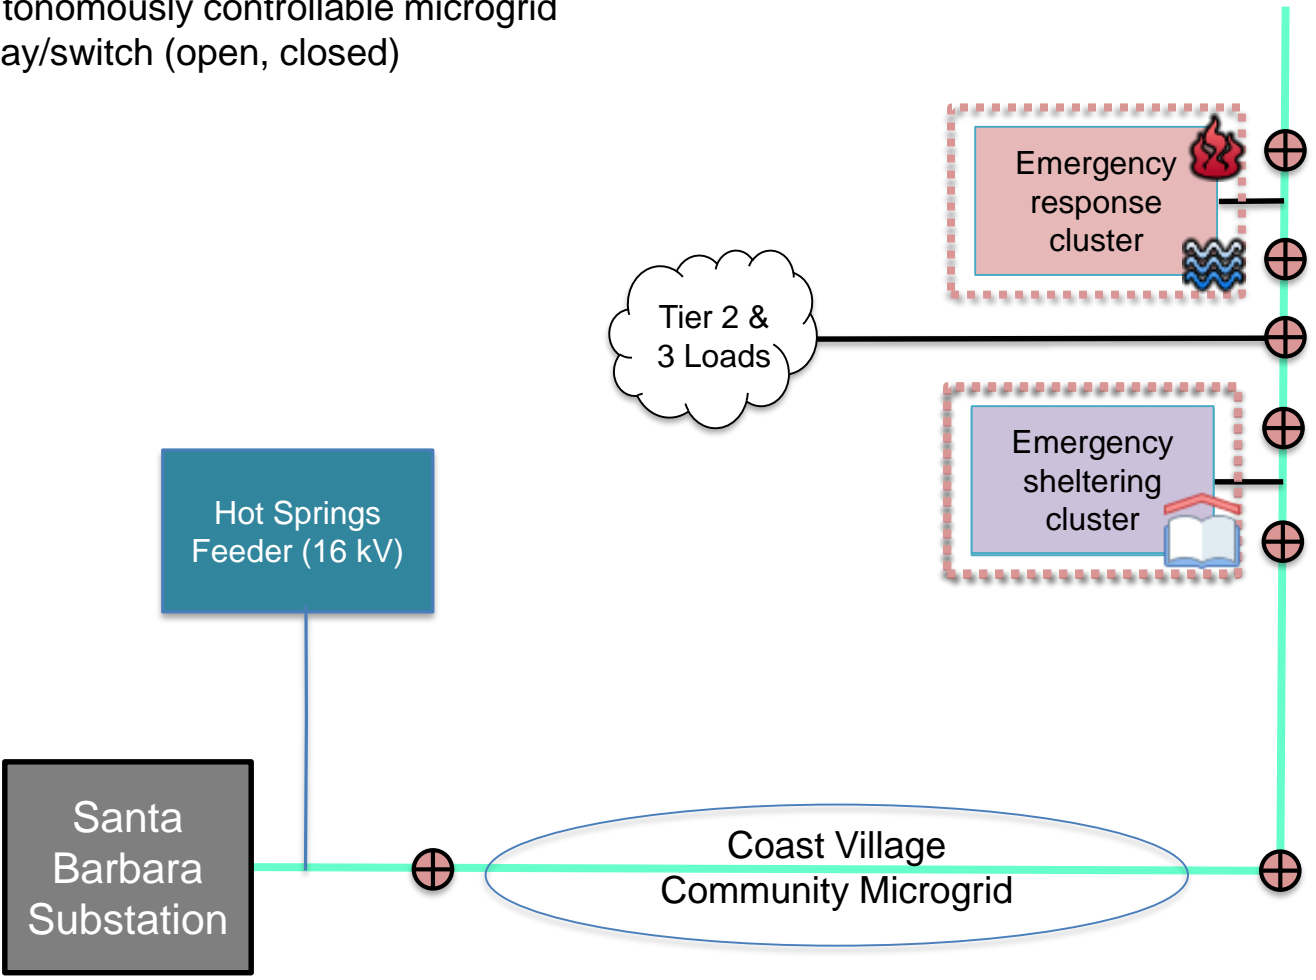 tonomously controllable microgrid
ay/switch (open, closed)
Emergency
response
cluster
Tier 2 &
3 Loads
Emergency
sheltering
cluster
Hot Springs
Feeder (16 kV)
Santa
Barbara
Substation
Coast Village
Community Microgrid